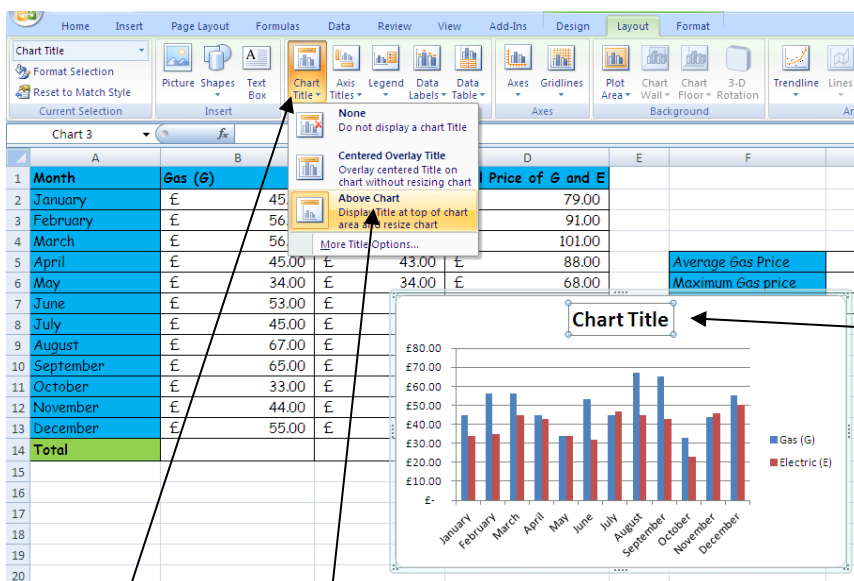 Home Insert Page Layout Formulas Data Review View Add-Ins Design Layout Format
Chart Title
Format Selection
Reset to Match Style
Current Selection
Picture Shapes Text Box
Insert
Chart Title Axis Titles Legend Data Labels Data Table
Axes Gridlines
Axes
Plot Area Chart Wall Chart Floor 3-D Rotation
Background
Trendline Lines
Chart 3 fx
None
Do not display a chart Title
Centered Overlay Title
Overlay centered Title on
chart without resizing chart
Above Chart
Display Title at top of chart
area and resize chart
More Title Options...
A B D E F
1 Month Gas (G) Price of G and E
2 January £ 45. 79.00
3 February £ 56. 91.00
4 March £ 56. 101.00
5 April £ 45.00 £ 43.00 £ 88.00 Average Gas Price
6 May £ 34.00 £ 34.00 £ 68.00 Maximum Gas price
7 June £ 53.00 £
8 July £ 45.00 £
9 August £ 67.00 £
10 September £ 65.00 £
11 October £ 33.00 £
12 November £ 44.00 £
13 December £ 55.00 £
14 Total
15
16
17
18
19
20
Chart Title
£80.00
£70.00
£60.00
£50.00
£40.00
£30.00
£20.00
£10.00
£-
January February March April May June July August September October November December
Gas (G)
Electric (E)